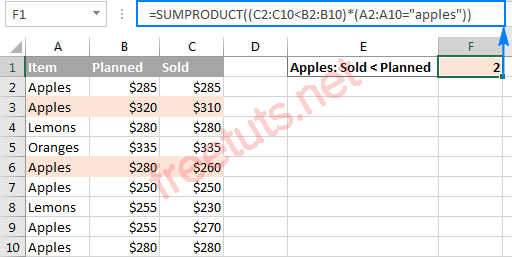 F1 =SUMPRODUCT((C2:C10<B2:B10)*(A2:A10="apples"))
A B C D E F
1 Item Planned Sold Apples: Sold < Planned 2
2 Apples $285 $285
3 Apples $320 $310
4 Lemons $280 $280
5 Oranges $335 $335
6 Apples $280 $260
7 Apples $250 $250
8 Lemons $255 $230
9 Apples $255 $270
10 Apples $280 $280
freetuts.net